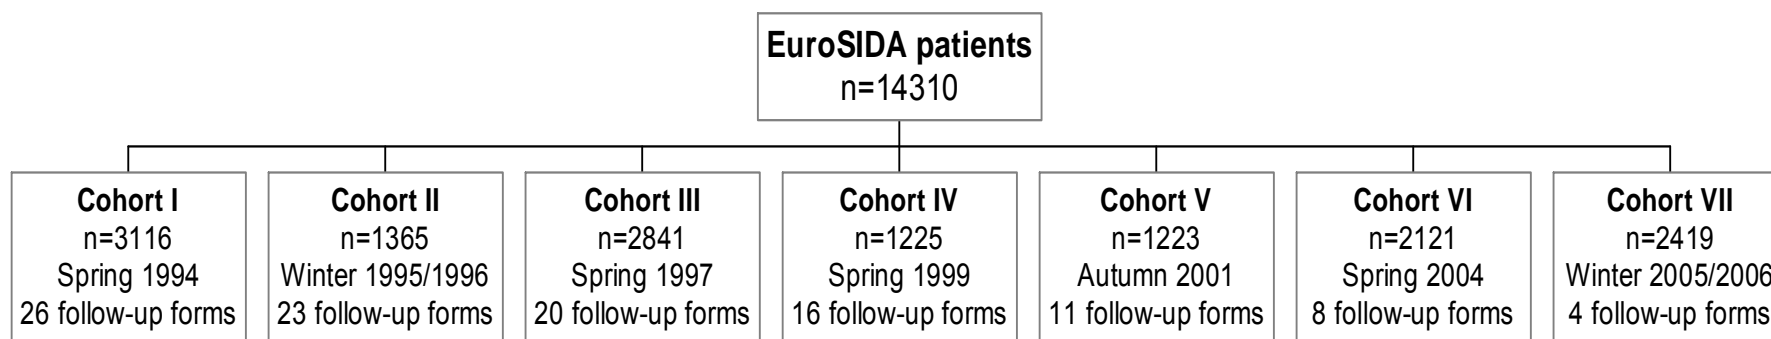 EuroSIDA patients
n=14310
Cohort I
n=3116
Spring 1994
26 follow-up forms
Cohort II
n=1365
Winter 1995/1996
23 follow-up forms
Cohort III
n=2841
Spring 1997
20 follow-up forms
Cohort IV
n=1225
Spring 1999
16 follow-up forms
Cohort V
n=1223
Autumn 2001
11 follow-up forms
Cohort VI
n=2121
Spring 2004
8 follow-up forms
Cohort VII
n=2419
Winter 2005/2006
4 follow-up forms